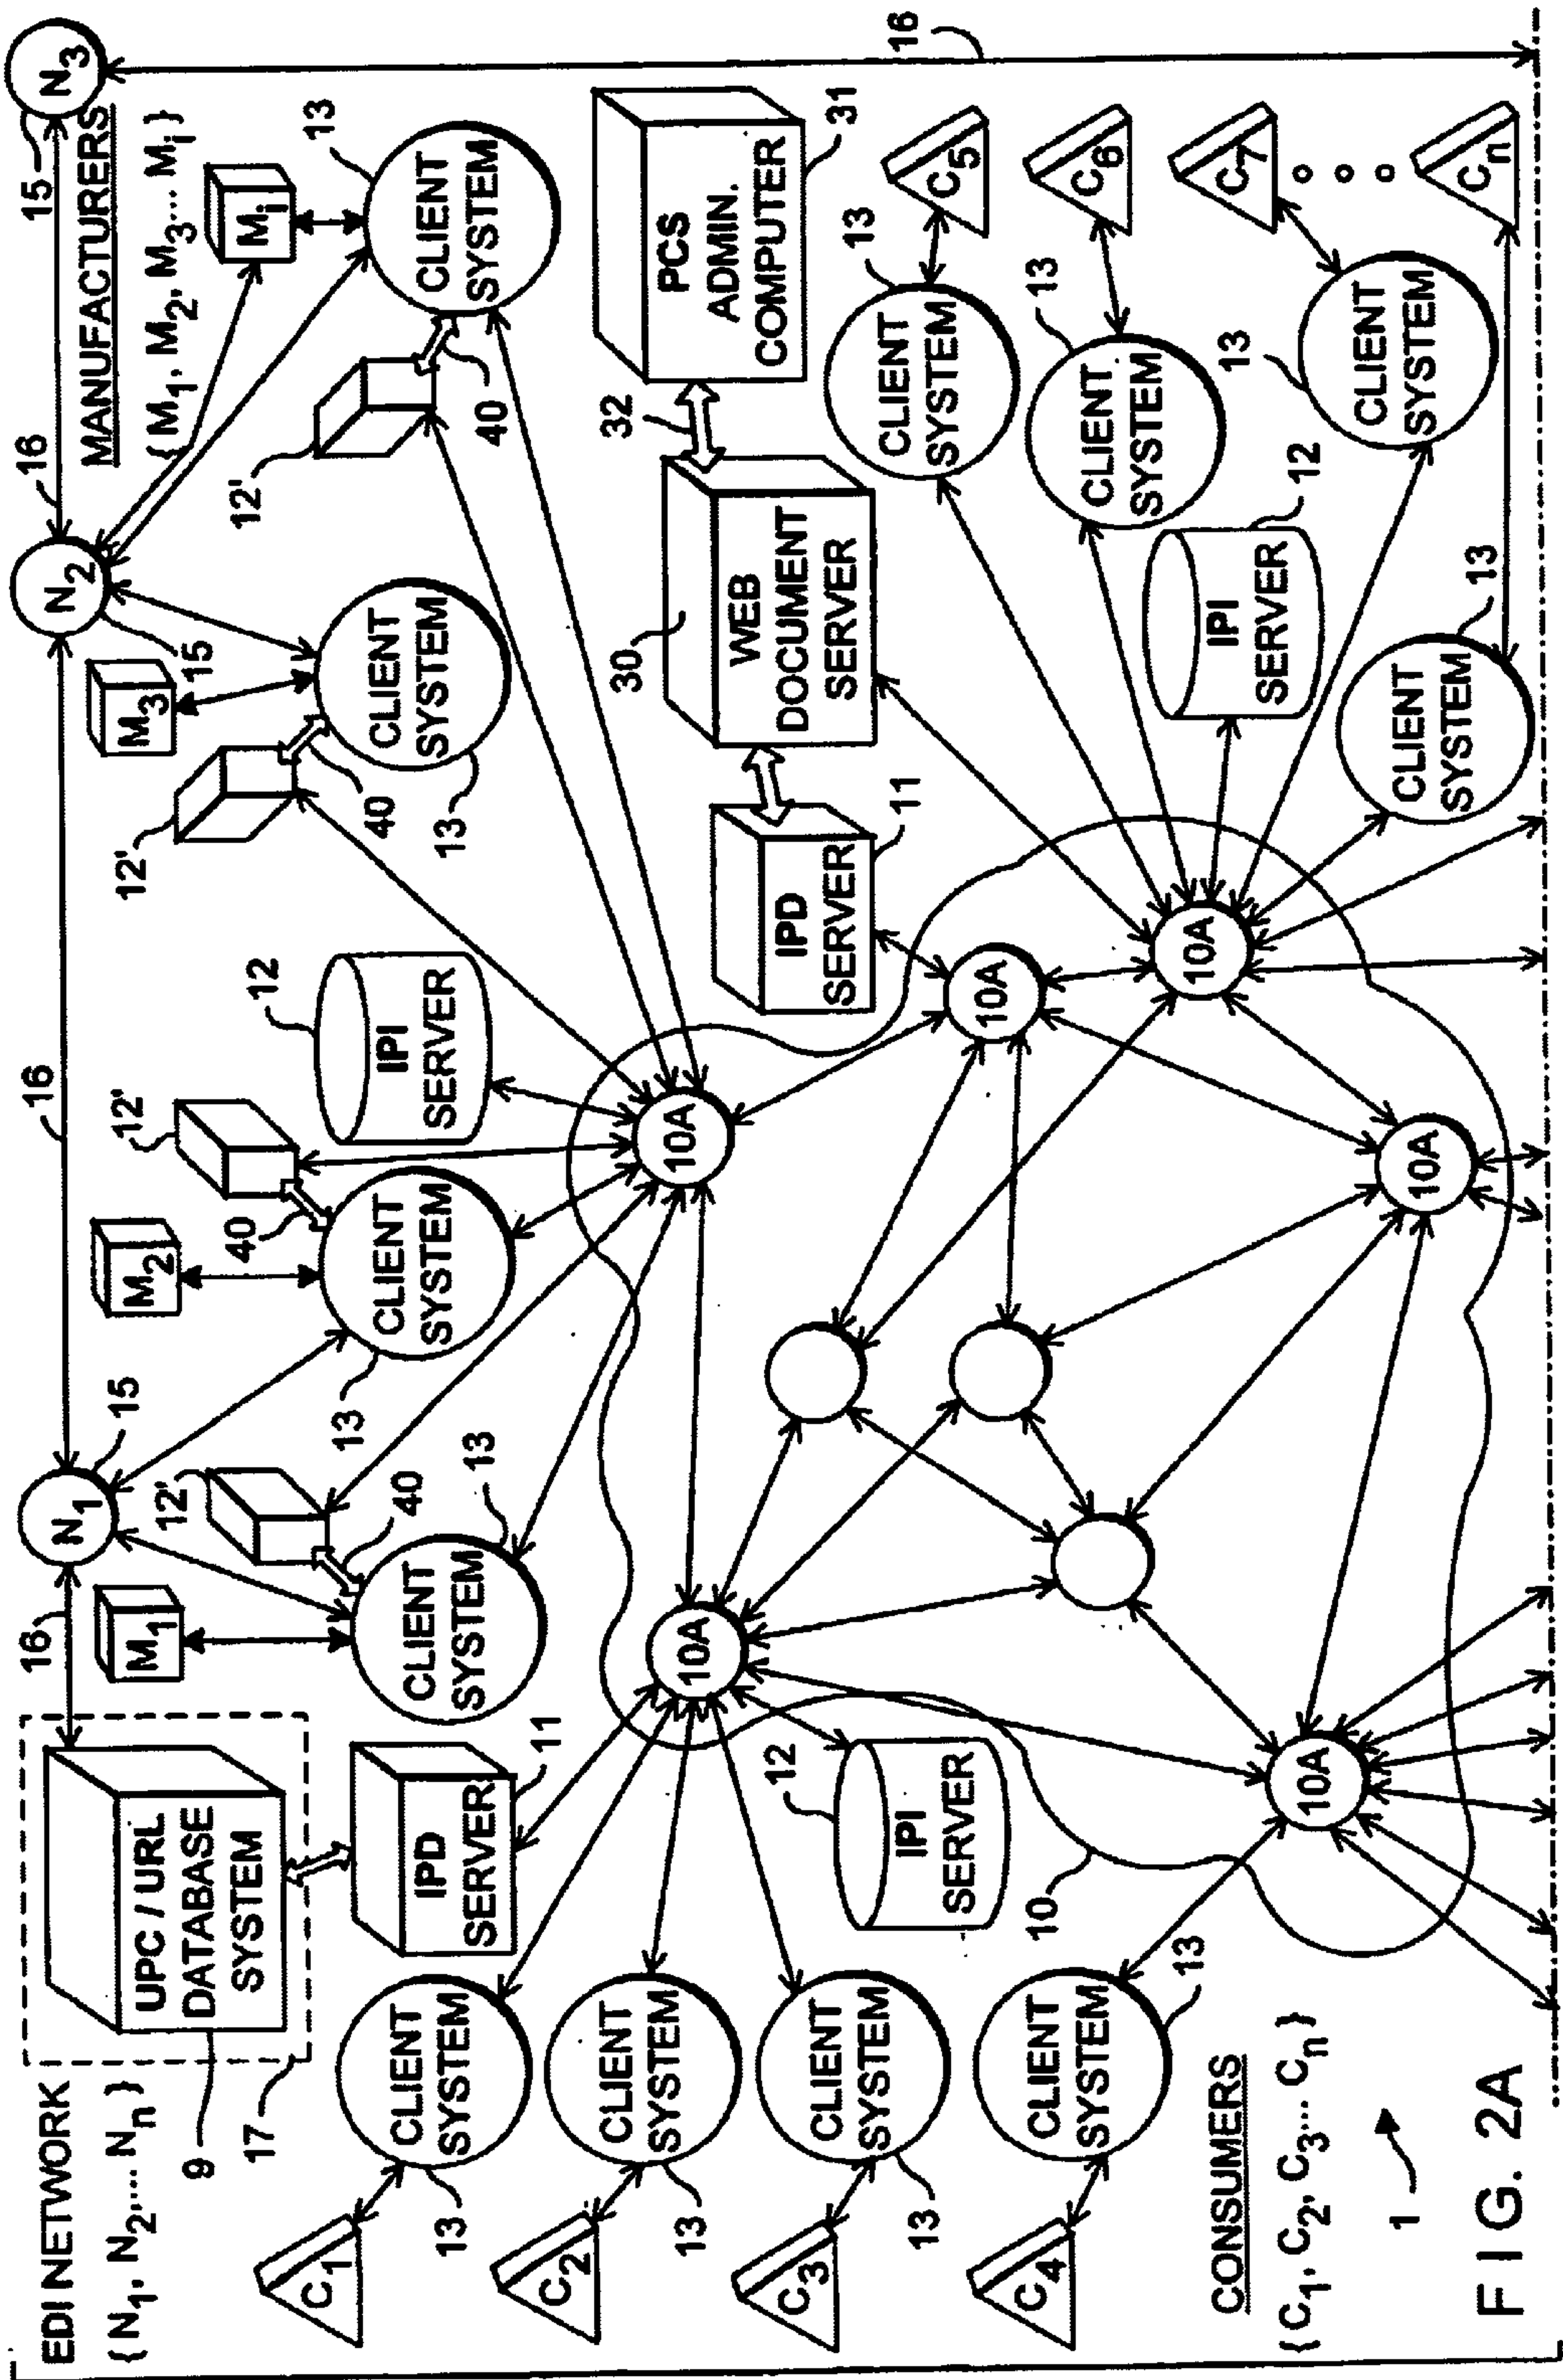 EDI NETWORK
{ N₁, N₂,... Nₙ }
9
17
UPC / URL
DATABASE
SYSTEM
16
N₁
15
16
N₂
15
16
15
N₃
MANUFACTURERS
{ M₁, M₂, M₃... Mᵢ }
M₁
12'
40
CLIENT
SYSTEM
13
M₂
12'
40
CLIENT
SYSTEM
13
12
IPI
SERVER
M₃
12'
40
CLIENT
SYSTEM
13
Mᵢ
12'
40
CLIENT
SYSTEM
13
IPD
SERVER
11
C₁
CLIENT
SYSTEM
13
C₂
CLIENT
SYSTEM
13
C₃
CLIENT
SYSTEM
13
C₄
CLIENT
SYSTEM
13
12
IPI
SERVER
10
10A
10A
10A
10A
10A
10A
IPD
SERVER
11
30
WEB
DOCUMENT
SERVER
32
PCS
ADMIN.
COMPUTER
31
16
CLIENT
SYSTEM
13
C₅
CLIENT
SYSTEM
13
C₆
IPI
SERVER
12
CLIENT
SYSTEM
13
C₇
CLIENT
SYSTEM
13
Cₙ
CONSUMERS
{ C₁, C₂, C₃... Cₙ }
1
FIG. 2A